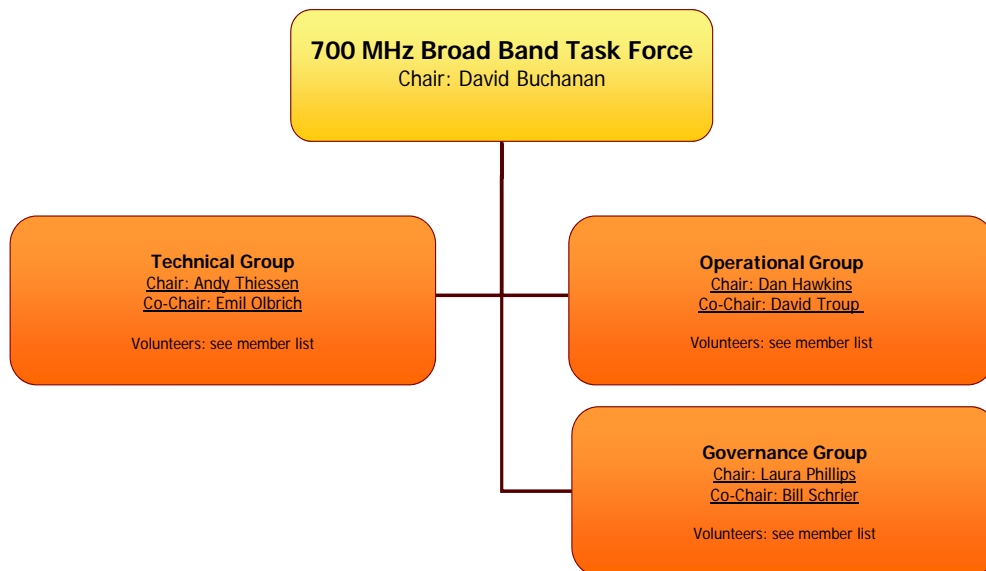 700 MHz Broad Band Task Force
Chair: David Buchanan
Technical Group
Chair: Andy Thiessen
Co-Chair: Emil Olbrich
Volunteers: see member list
Operational Group
Chair: Dan Hawkins
Co-Chair: David Troup
Volunteers: see member list
Governance Group
Chair: Laura Phillips
Co-Chair: Bill Schrier
Volunteers: see member list